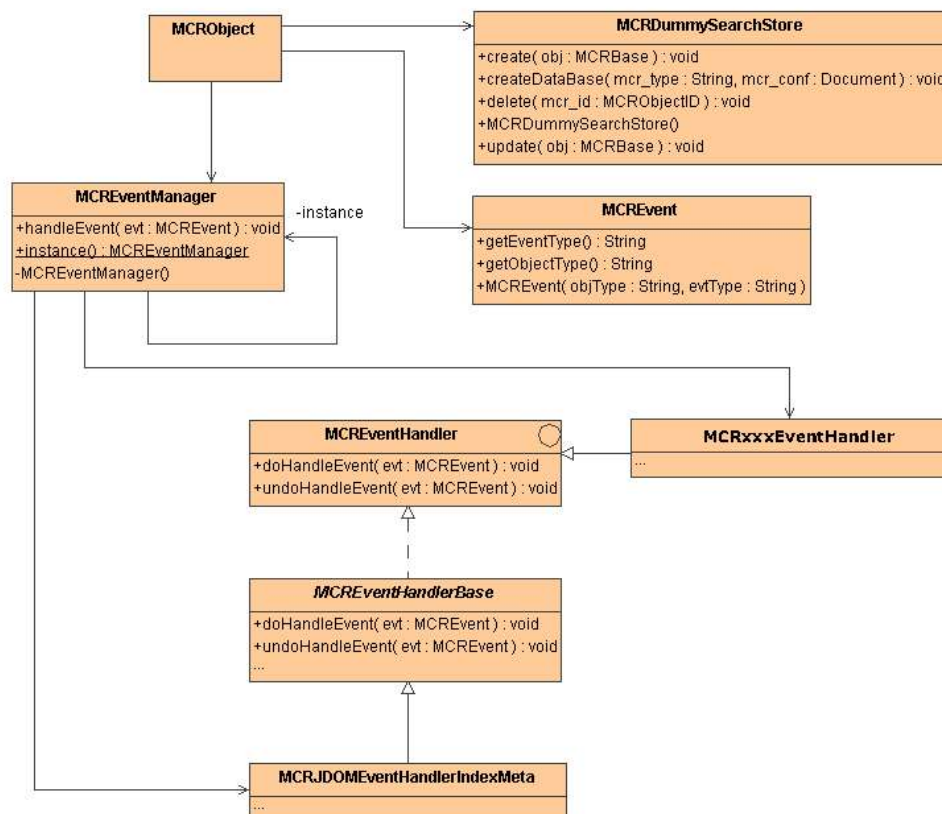 MCRObject
MCRDummySearchStore
+create( obj : MCRBase ) : void
+createDataBase( mcr_type : String, mcr_conf : Document ) : void
+delete( mcr_id : MCRObjectID ) : void
+MCRDummySearchStore()
+update( obj : MCRBase ) : void
MCREventManager
+handleEvent( evt : MCREvent ) : void
+instance() : MCREventManager
-MCREventManager()
-instance
MCREvent
+getEventType() : String
+getObjectType() : String
+MCREvent( objType : String, evtType : String )
MCREventHandler
+doHandleEvent( evt : MCREvent ) : void
+undoHandleEvent( evt : MCREvent ) : void
MCRxxxEventHandler
...
MCREventHandlerBase
+doHandleEvent( evt : MCREvent ) : void
+undoHandleEvent( evt : MCREvent ) : void
...
MCRJDOMEventHandlerIndexMeta
...